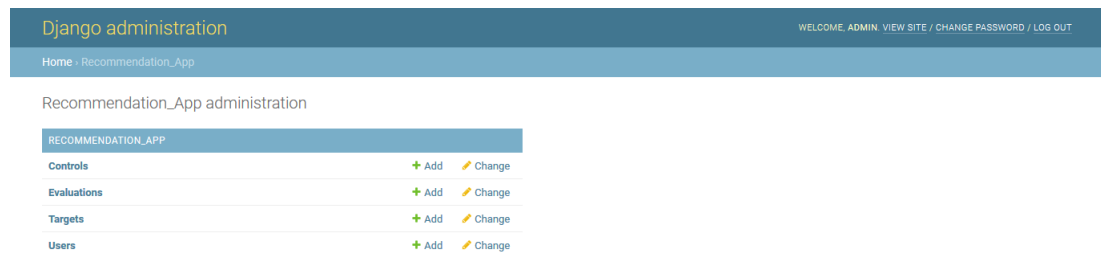 Django administration
WELCOME, ADMIN. VIEW SITE / CHANGE PASSWORD / LOG OUT
Home › Recommendation_App
Recommendation_App administration
RECOMMENDATION_APP
Controls + Add Change
Evaluations + Add Change
Targets + Add Change
Users + Add Change